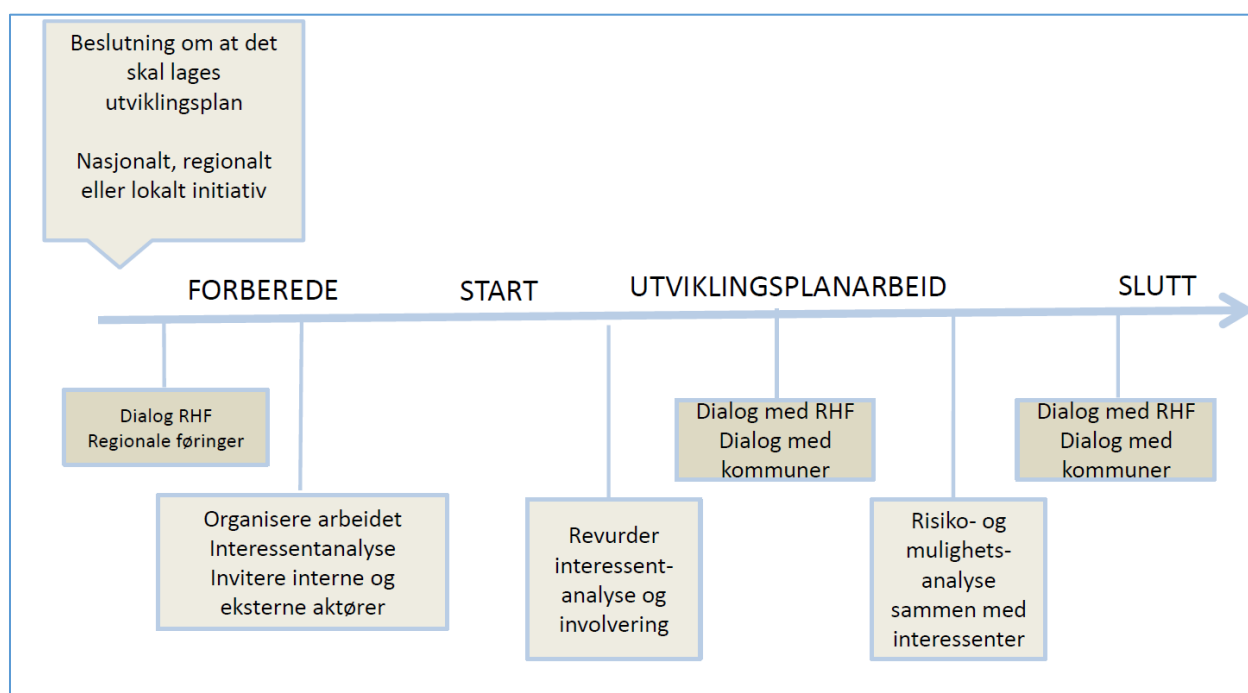 Beslutning om at det
skal lages
utviklingsplan
Nasjonalt, regionalt
eller lokalt initiativ
FORBEREDE
START
UTVIKLINGSPLANARBEID
SLUTT
Dialog RHF
Regionale føringer
Organisere arbeidet
Interessentanalyse
Invitere interne og
eksterne aktører
Revurder
interessent-
analyse og
involvering
Dialog med RHF
Dialog med
kommuner
Risiko- og
mulighets-
analyse
sammen med
interessenter
Dialog med RHF
Dialog med
kommuner